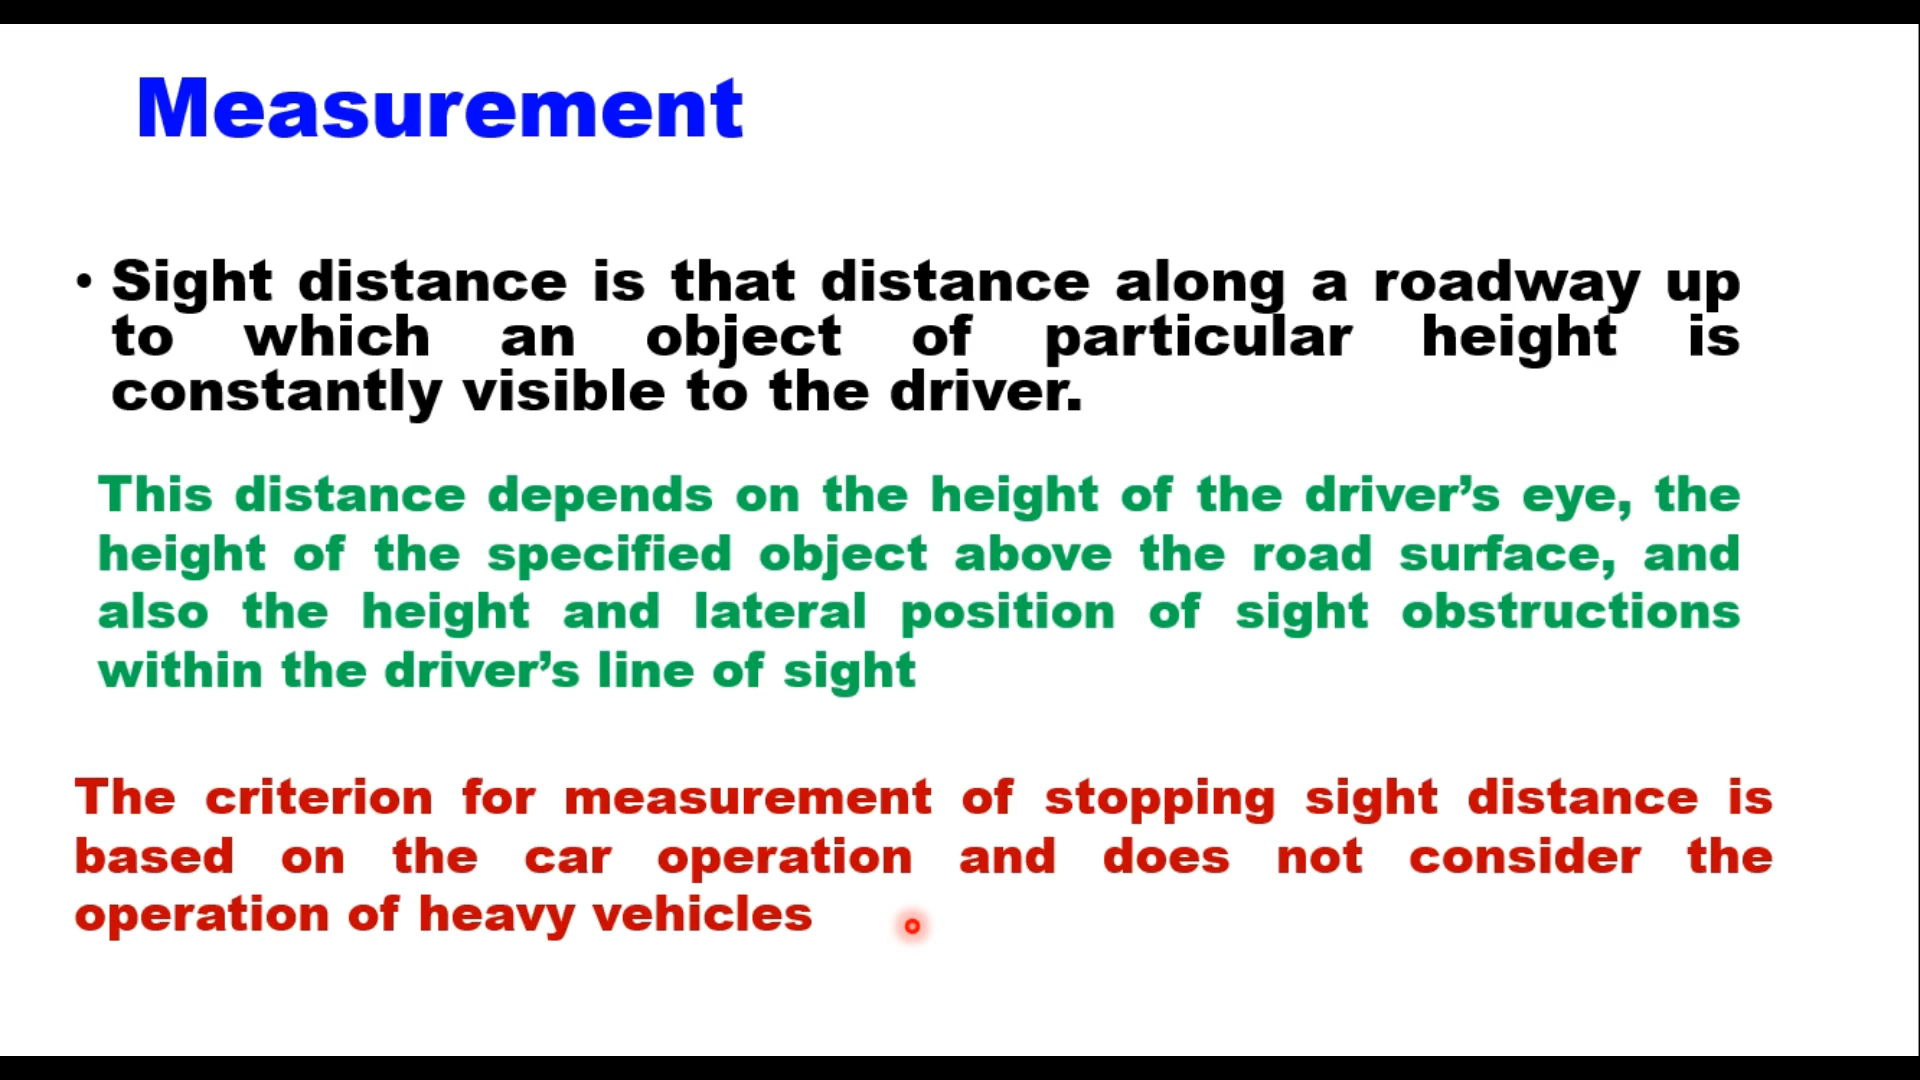 Measurement
• Sight distance is that distance along a roadway up
to which an object of particular height is
constantly visible to the driver.
This distance depends on the height of the driver’s eye, the
height of the specified object above the road surface, and
also the height and lateral position of sight obstructions
within the driver’s line of sight
The criterion for measurement of stopping sight distance is
based on the car operation and does not consider the
operation of heavy vehicles